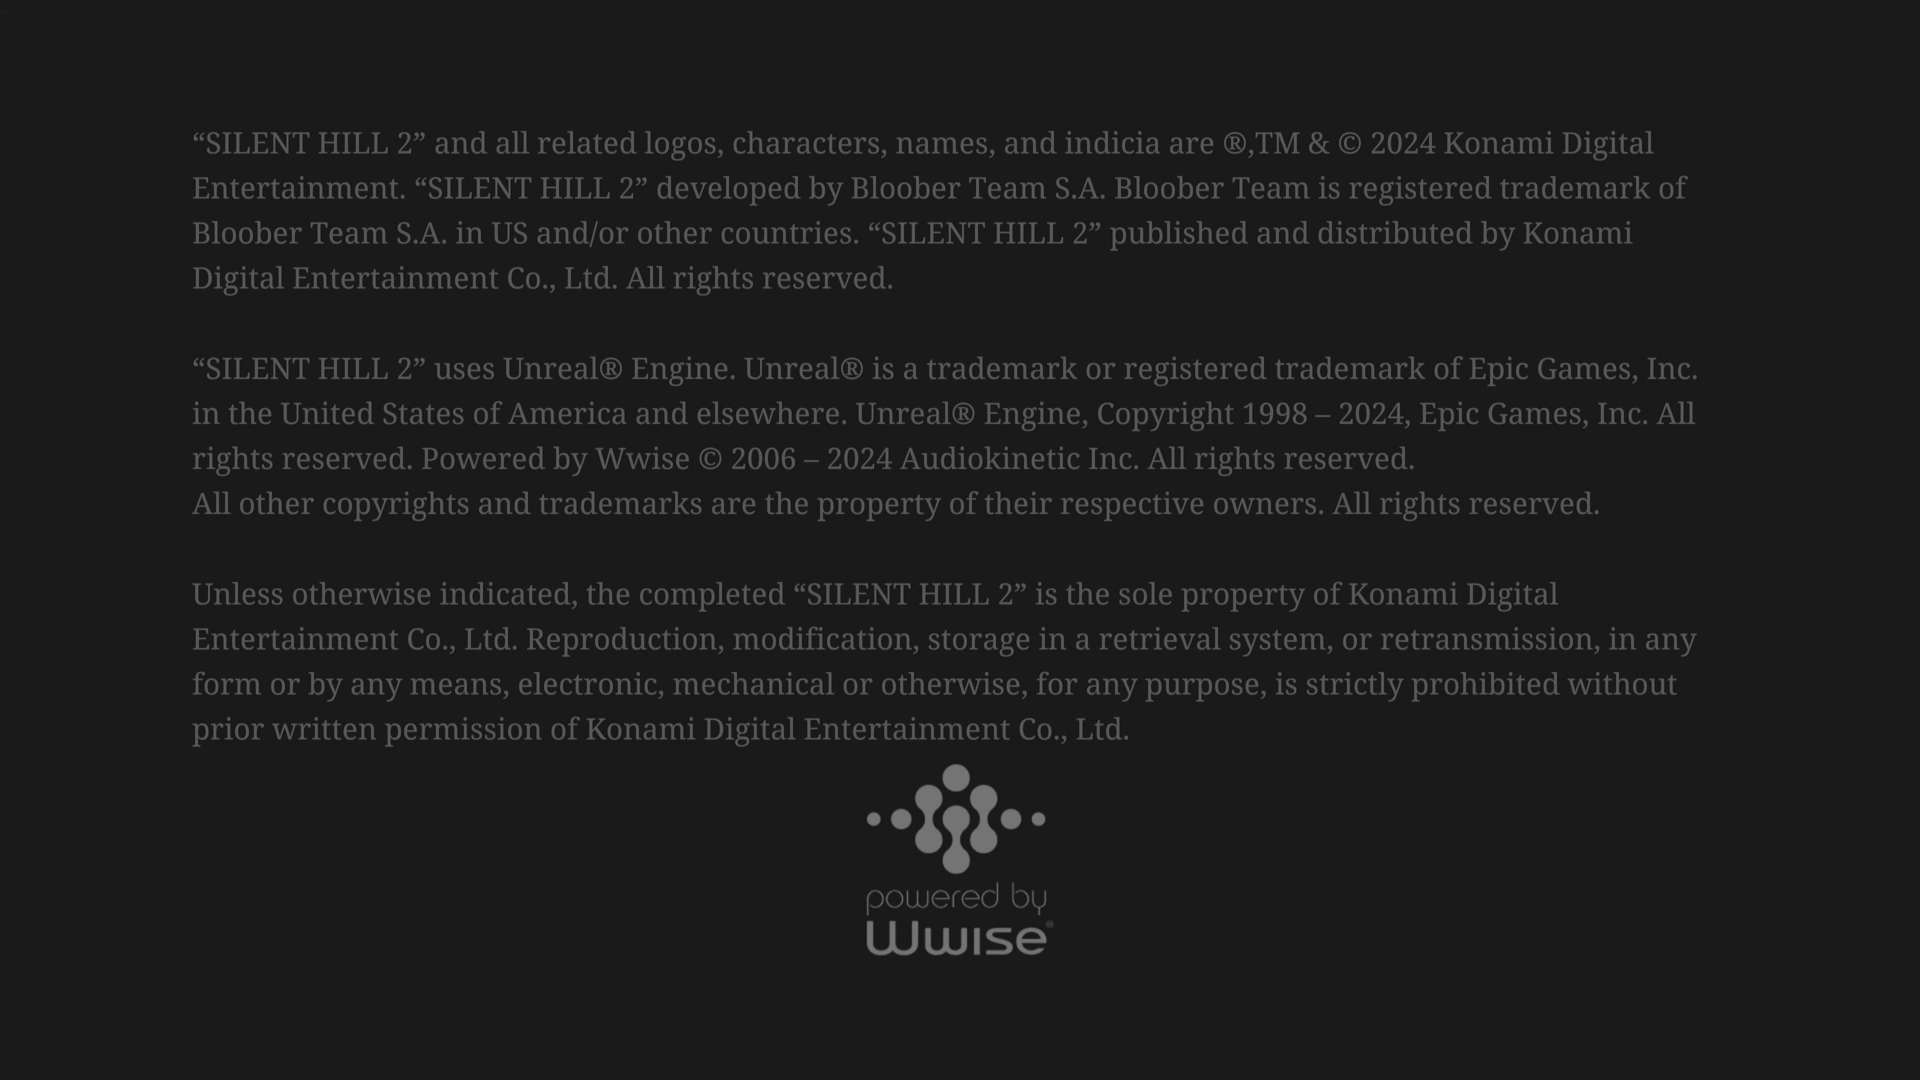 “SILENT HILL 2” and all related logos, characters, names, and indicia are ®,TM & © 2024 Konami Digital
Entertainment. “SILENT HILL 2” developed by Bloober Team S.A. Bloober Team is registered trademark of
Bloober Team S.A. in US and/or other countries. “SILENT HILL 2” published and distributed by Konami
Digital Entertainment Co., Ltd. All rights reserved.
“SILENT HILL 2” uses Unreal® Engine. Unreal® is a trademark or registered trademark of Epic Games, Inc.
in the United States of America and elsewhere. Unreal® Engine, Copyright 1998 – 2024, Epic Games, Inc. All
rights reserved. Powered by Wwise © 2006 – 2024 Audiokinetic Inc. All rights reserved.
All other copyrights and trademarks are the property of their respective owners. All rights reserved.
Unless otherwise indicated, the completed “SILENT HILL 2” is the sole property of Konami Digital
Entertainment Co., Ltd. Reproduction, modification, storage in a retrieval system, or retransmission, in any
form or by any means, electronic, mechanical or otherwise, for any purpose, is strictly prohibited without
prior written permission of Konami Digital Entertainment Co., Ltd.
powered by
Wwise®